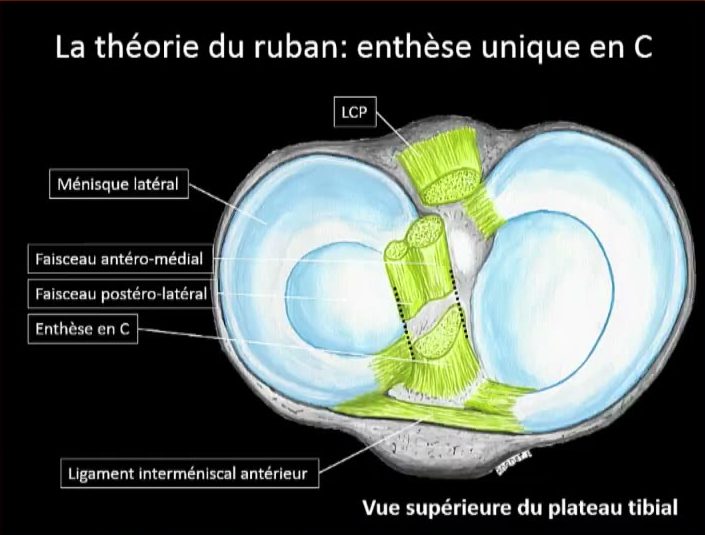 La théorie du ruban: enthèse unique en C
LCP
Ménisque latéral
Faisceau antéro-médial
Faisceau postéro-latéral
Enthèse en C
Ligament interméniscal antérieur
Vue supérieure du plateau tibial